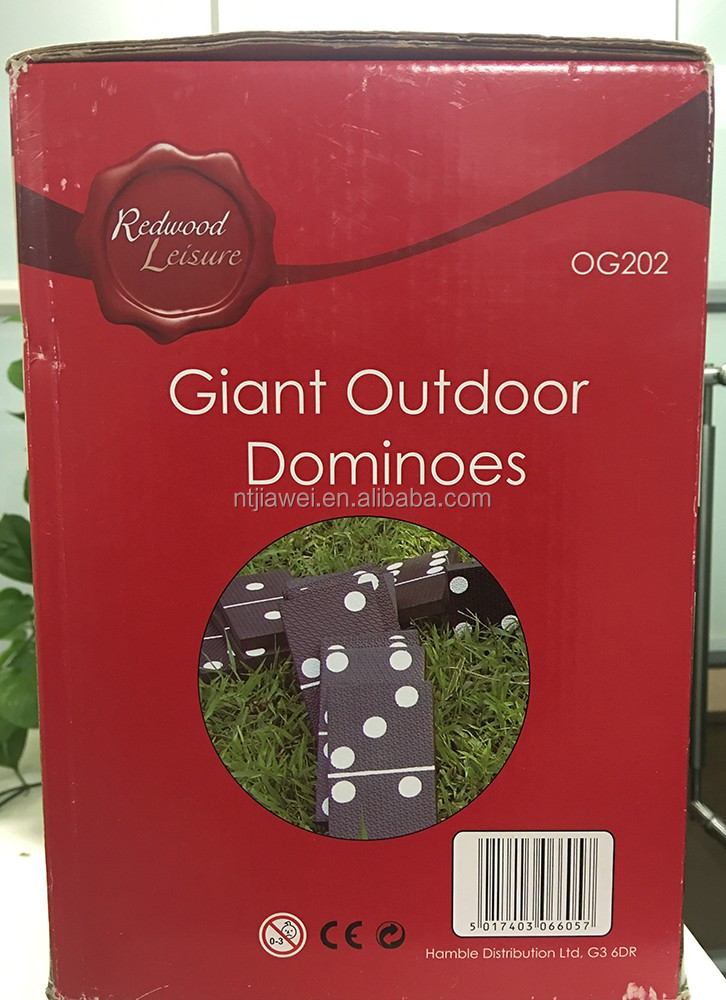 Redwood
Leisure
OG202
Giant Outdoor
Dominoes
ntjiawei.en.alibaba.com
0-3
CE
5 017403 066057
Hamble Distribution Ltd, G3 6DR